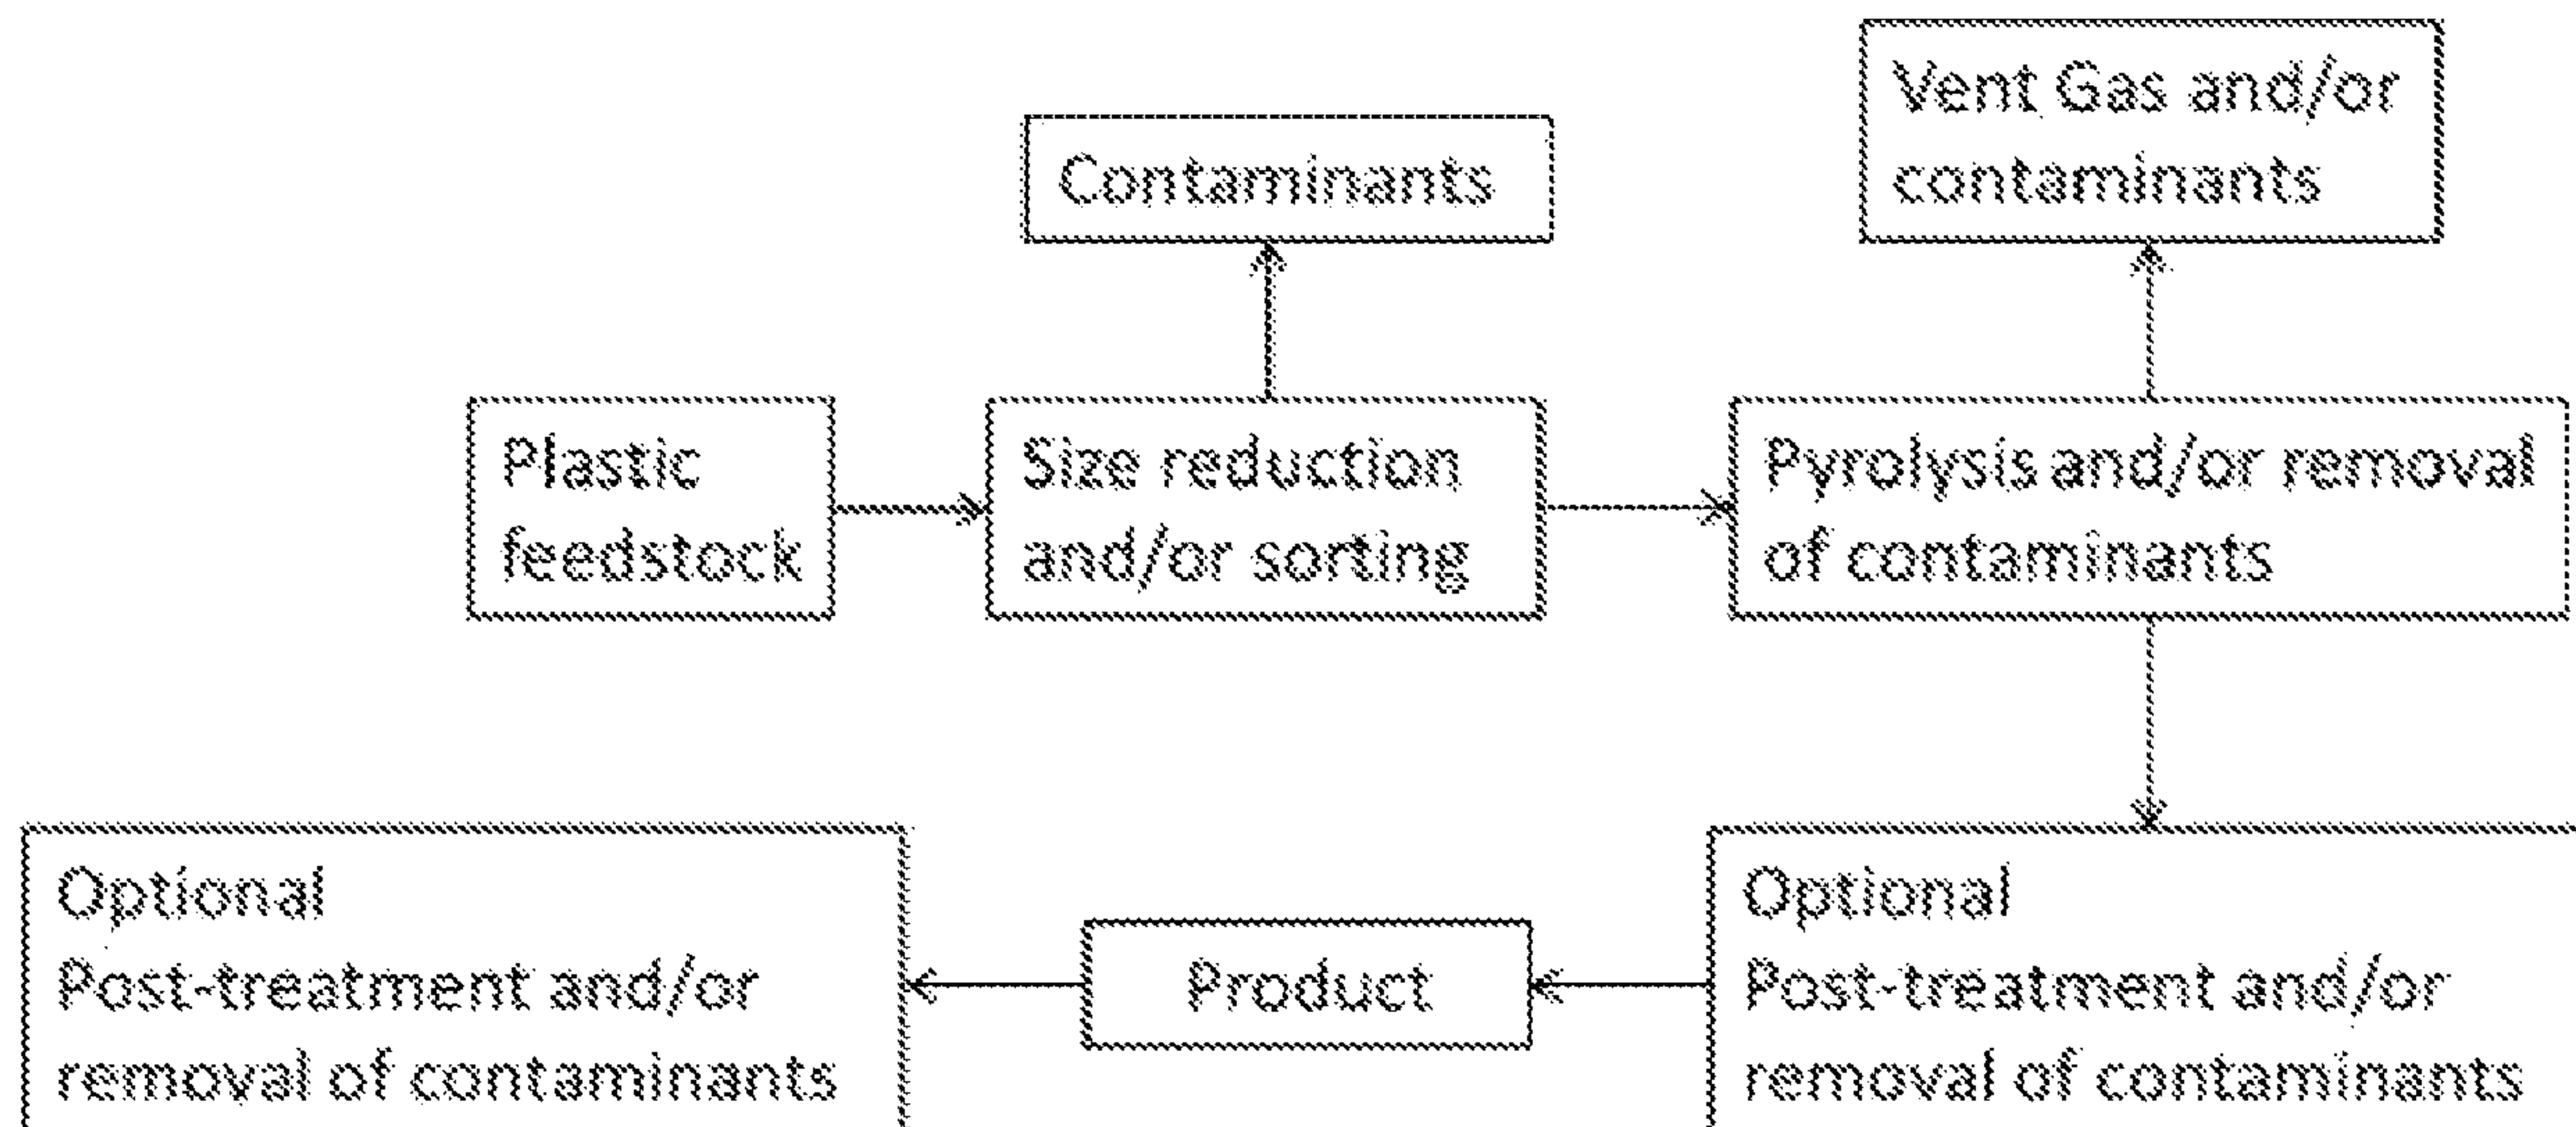 Vent Gas and/or
contaminants
Contaminants
Plastic
feedstock
Size reduction
and/or sorting
Pyrolysis and/or removal
of contaminants
Optional
Post-treatment and/or
removal of contaminants
Product
Optional
Post-treatment and/or
removal of contaminants